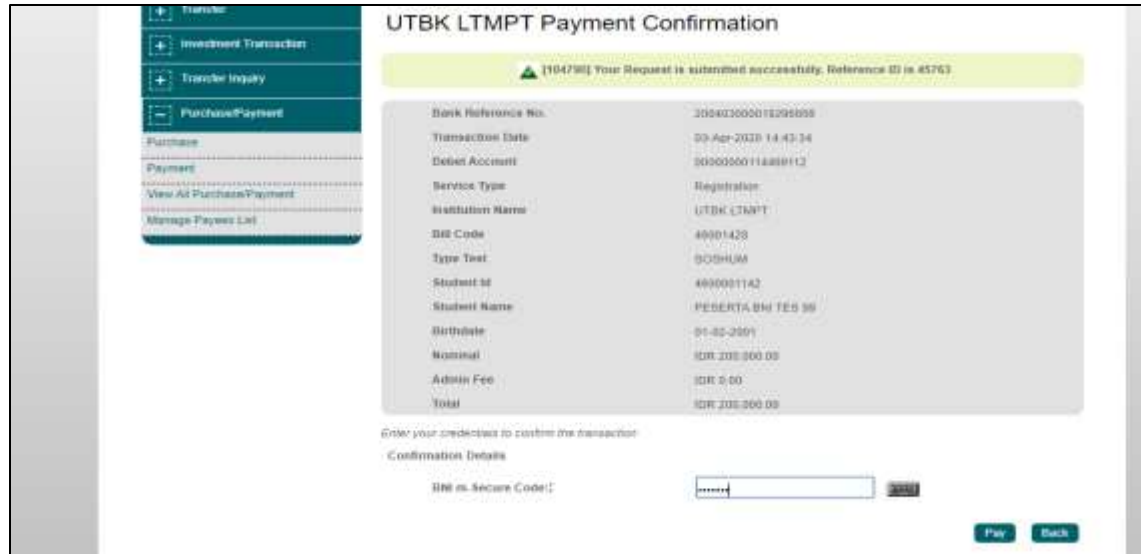 Transfer
Investment Transaction
Transfer Inquiry
Purchase/Payment
Purchase
Payment
View All Purchase/Payment
Manage Payees List
UTBK LTMPT Payment Confirmation
Your Request is submitted successfully. Reference ID is 45763
Bank Reference No.
Transaction Date 03-Apr-2020 14:43:34
Debet Account
Service Type Registration
Institution Name UTBK LTMPT
Bill Code
Type Test SOSHUM
Student Id 4900001142
Student Name PESERTA BNI TES
Birthdate 01-02-2001
Nominal IDR 200.000.00
Admin Fee IDR 0.00
Total IDR 200.000.00
Enter your credentials to confirm the transaction
Confirmation Details
BNI m-Secure Code:
Pay Back